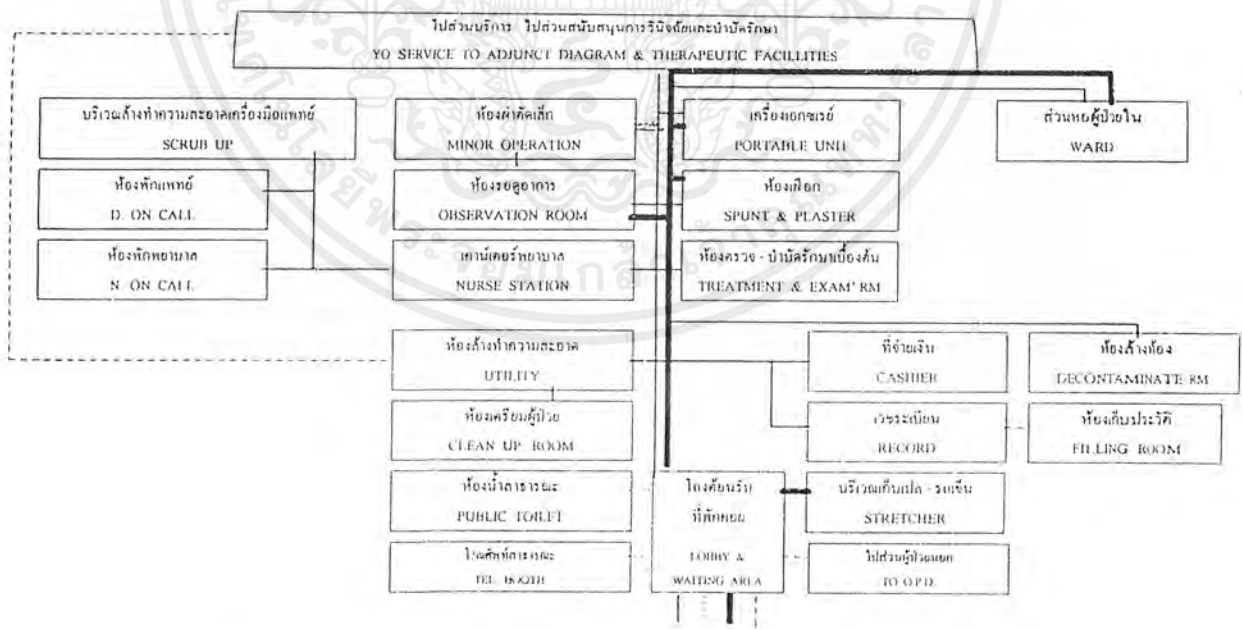 ไปส่วนบริการ ไปส่วนสนับสนุนการวินิจฉัยและบำบัดรักษา
YO SERVICE TO ADJUNCT DIAGRAM & THERAPEUTIC FACILLITIES
บริเวณล้างทำความสะอาดเครื่องมือแพทย์
SCRUB UP
ห้องผ่าตัดเล็ก
MINOR OPERATION
เครื่องเอกซเรย์
PORTABLE UNIT
ส่วนหอผู้ป่วยใน
WARD
ห้องพักแพทย์
D. ON CALL
ห้องรอดูอาการ
OBSERVATION ROOM
ห้องเฝือก
SPUNT & PLASTER
ห้องพักพยาบาล
N. ON CALL
เคาน์เตอร์พยาบาล
NURSE STATION
ห้องตรวจ - บำบัดรักษาเบื้องต้น
TREATMENT & EXAM' RM
ห้องล้างทำความสะอาด
UTILITY
ที่จ่ายเงิน
CASHIER
ห้องล้างท้อง
DECONTAMINATE RM
ห้องเตรียมผู้ป่วย
CLEAN UP ROOM
เวชระเบียน
RECORD
ห้องเก็บประวัติ
FILLING ROOM
ห้องน้ำสาธารณะ
PUBLIC TOILET
โถงต้อนรับ
ที่พักคอย
LOBBY &
WAITING AREA
บริเวณเก็บเปล - รถเข็น
STRETCHER
โทรศัพท์สาธารณะ
TEL. BOOTH
ไปส่วนผู้ป่วยนอก
TO O.P.D.